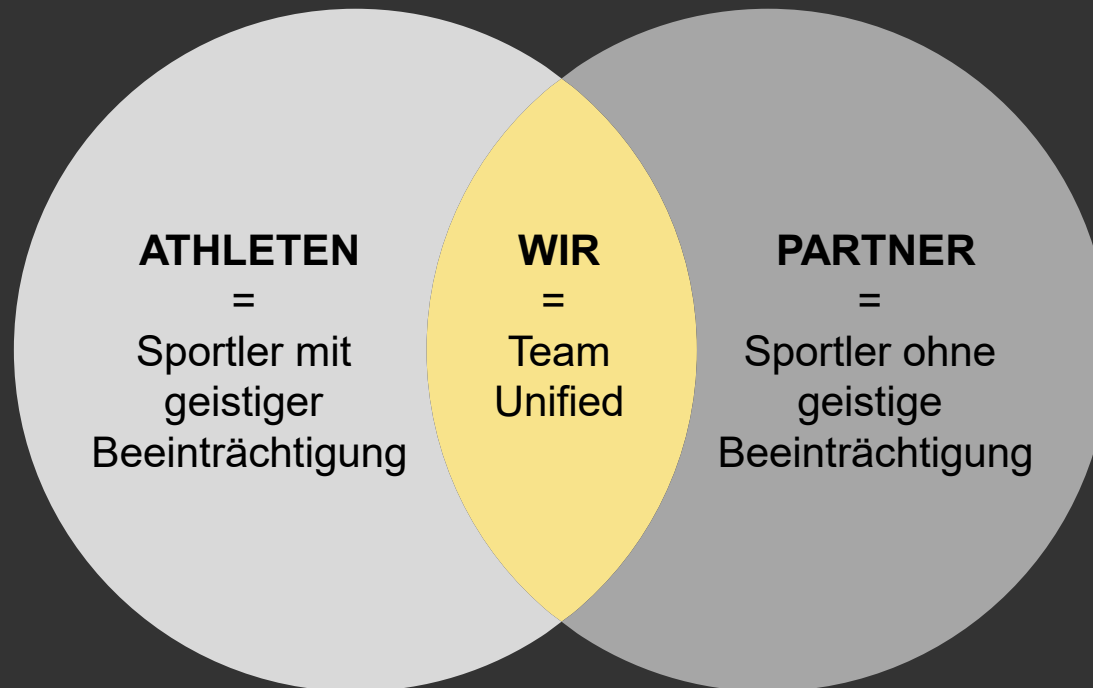 ATHLETEN
=
Sportler mit
geistiger
Beeinträchtigung
WIR
=
Team
Unified
PARTNER
=
Sportler ohne
geistige
Beeinträchtigung